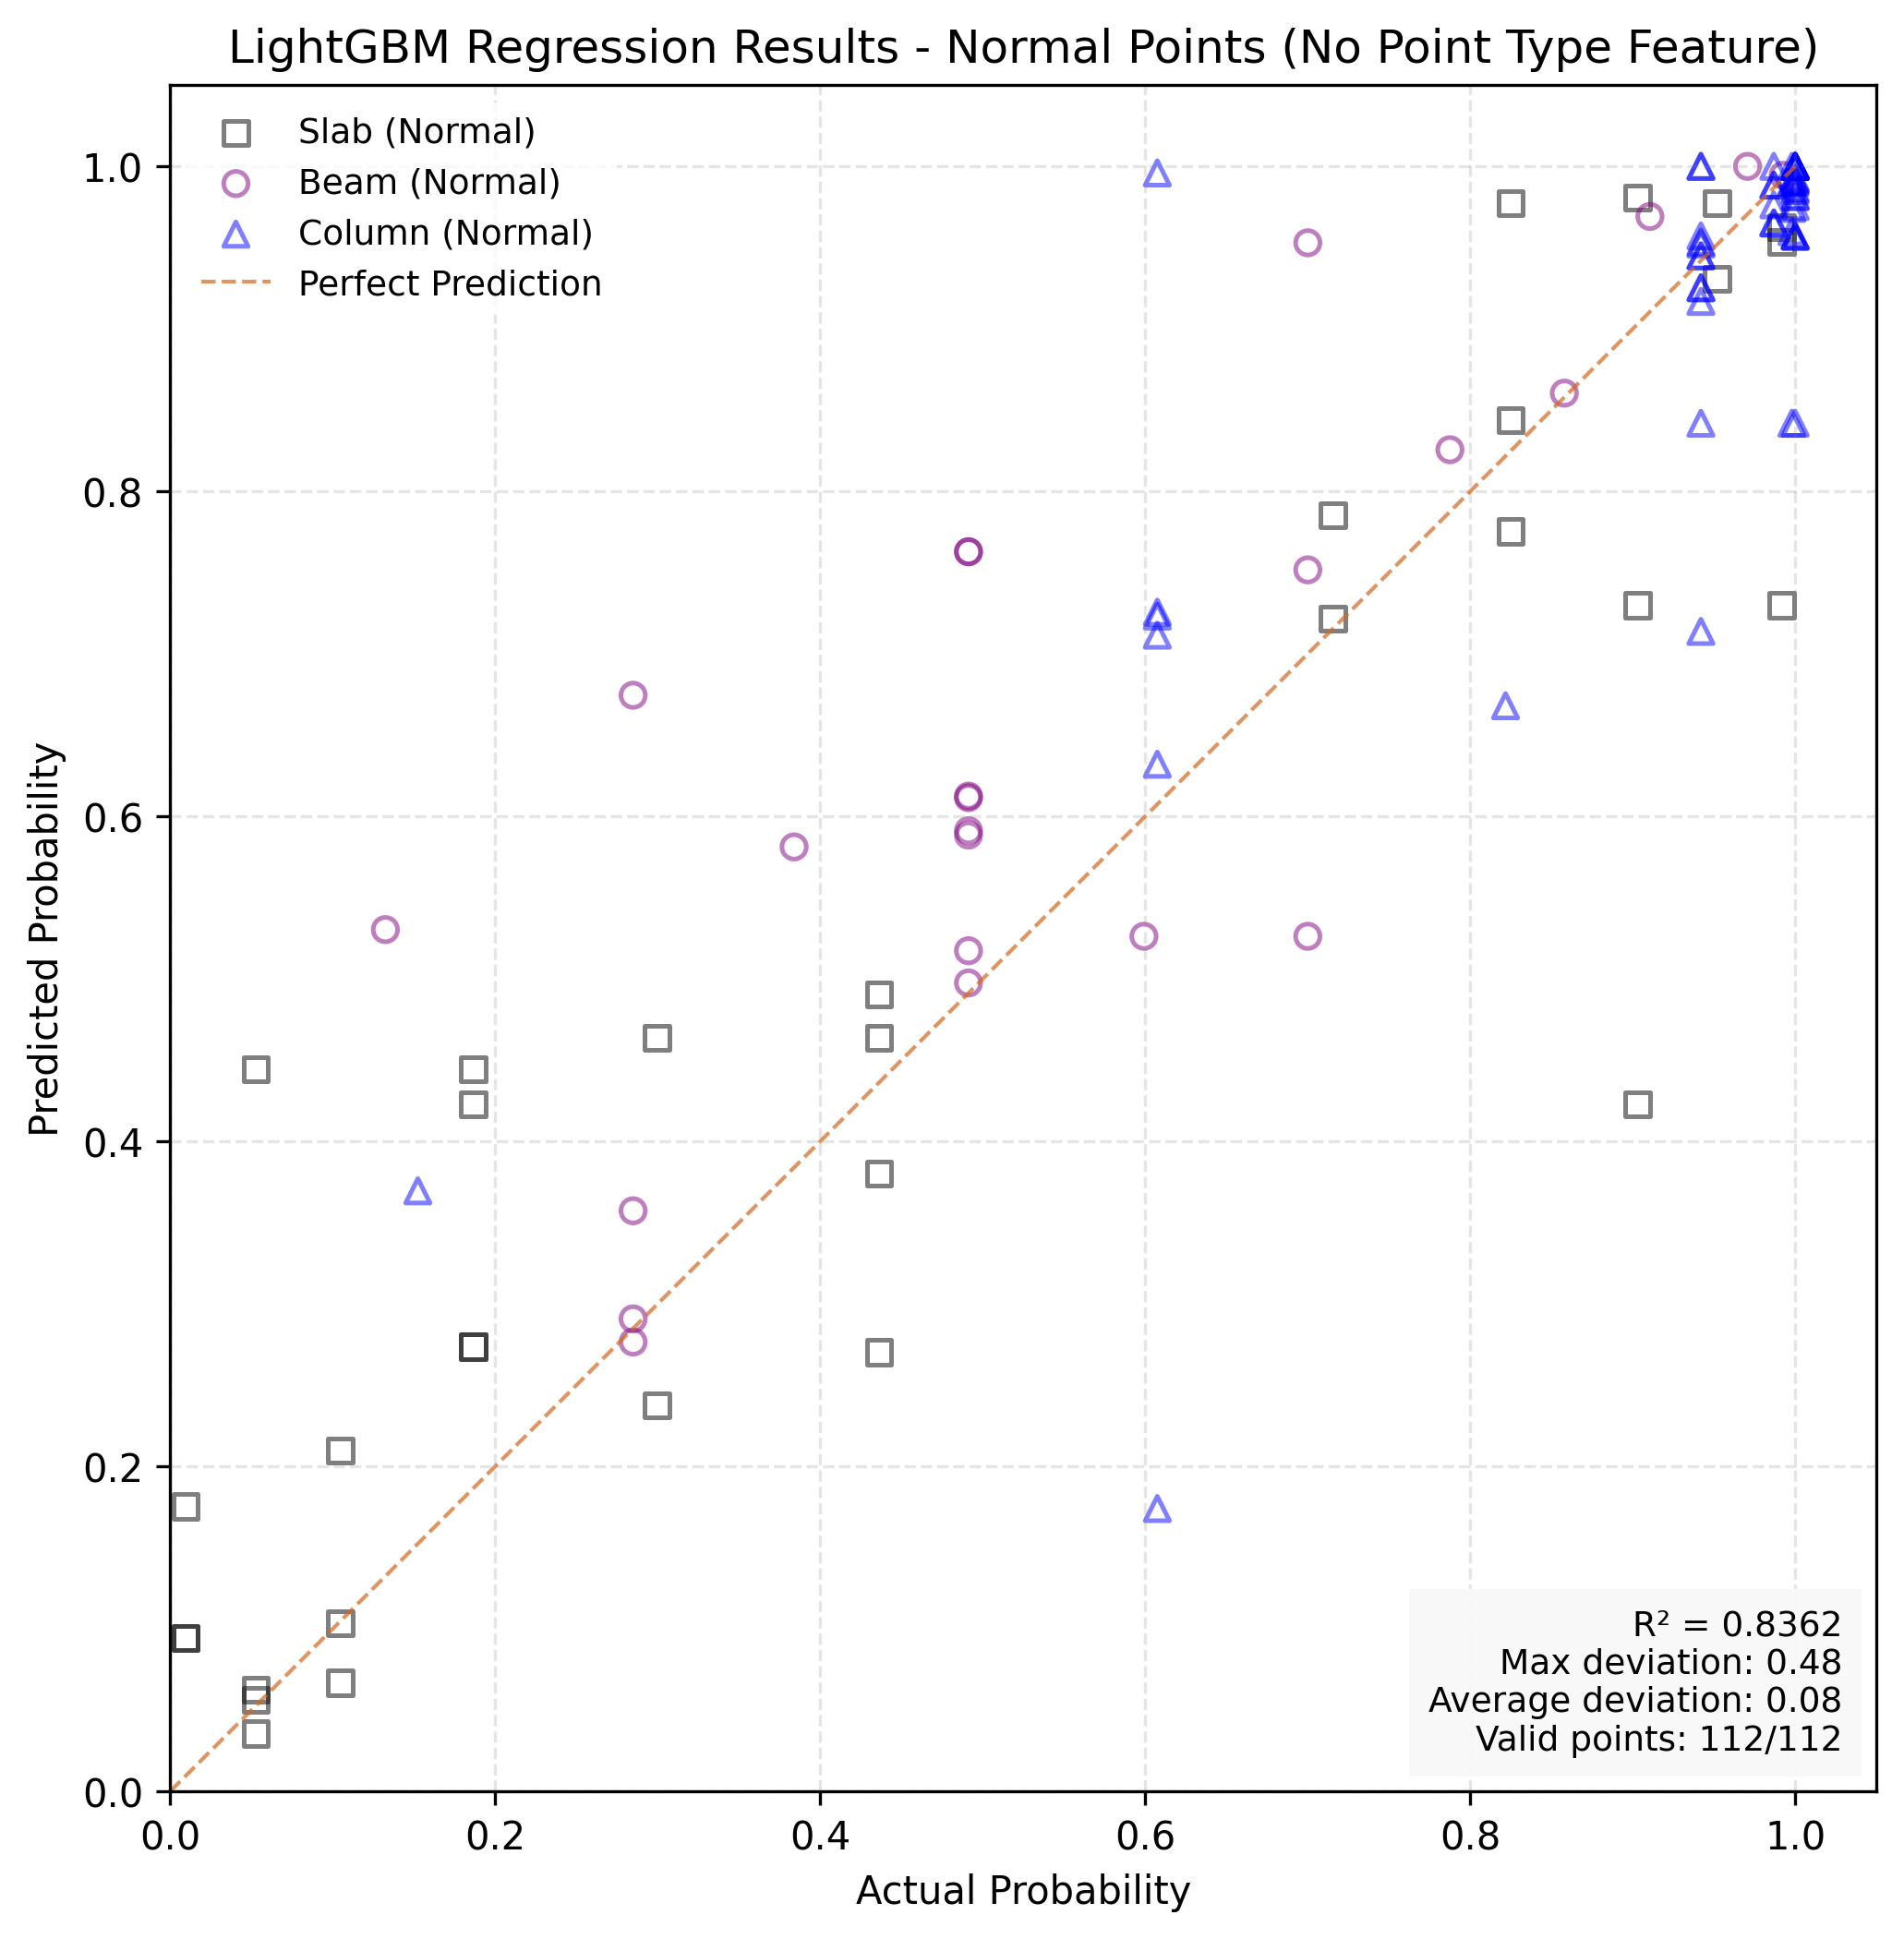 LightGBM Regression Results - Normal Points (No Point Type Feature)
Slab (Normal)
Beam (Normal)
Column (Normal)
Perfect Prediction
1.0
0.8
0.6
0.4
0.2
0.0
Predicted Probability
R² = 0.8362
Max deviation: 0.48
Average deviation: 0.08
Valid points: 112/112
0.0 0.2 0.4 0.6 0.8 1.0
Actual Probability